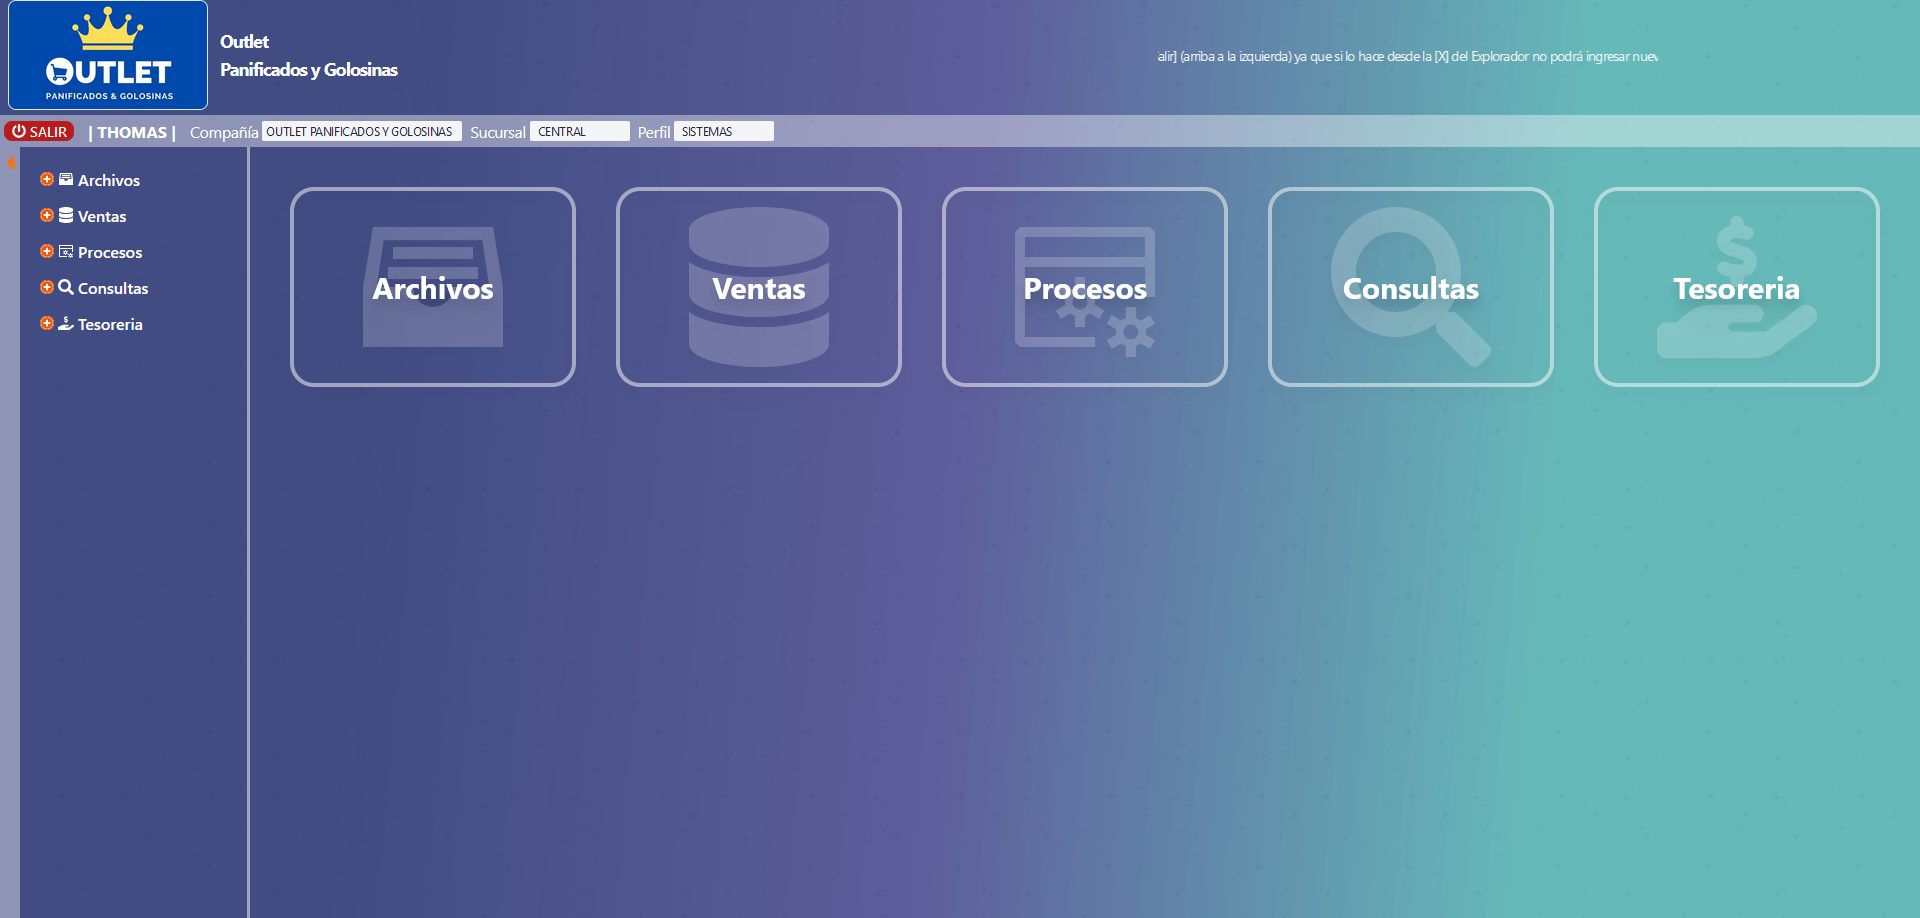 OUTLET
PANIFICADOS & GOLOSINAS
Outlet
Panificados y Golosinas
alir] (arriba a la izquierda) ya que si lo hace desde la [X] del Explorador no podrá ingresar nuev
SALIR | THOMAS | Compañía OUTLET PANIFICADOS Y GOLOSINAS Sucursal CENTRAL Perfil SISTEMAS
Archivos
Ventas
Procesos
Consultas
Tesoreria
Archivos
Ventas
Procesos
Consultas
Tesoreria